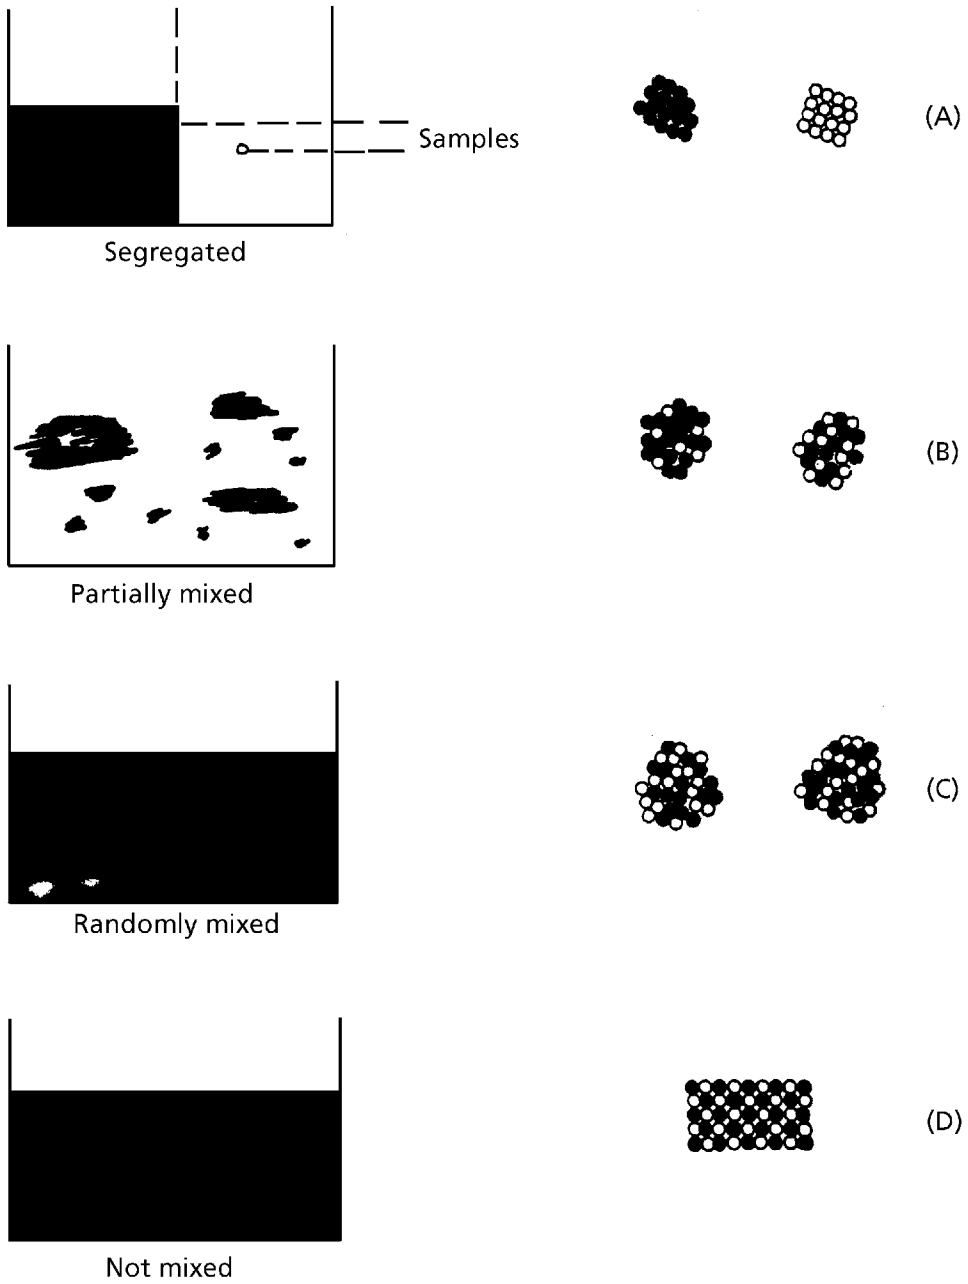 Samples
(A)
Segregated
(B)
Partially mixed
(C)
Randomly mixed
(D)
Not mixed